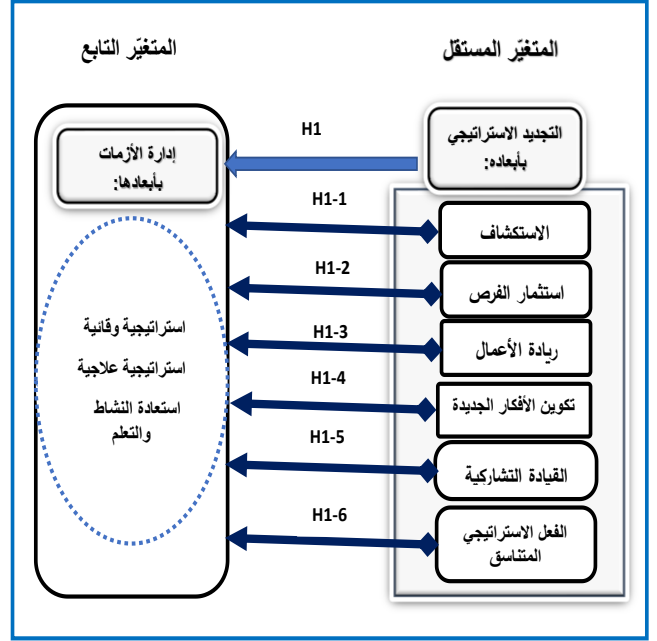 المتغيّر المستقل
المتغيّر التابع
التجديد الاستراتيجي
بأبعاده:
H1
إدارة الأزمات
بأبعادها:
H1-1
الاستكشاف
H1-2
استثمار الفرص
H1-3
ريادة الأعمال
H1-4
تكوين الأفكار الجديدة
H1-5
القيادة التشاركية
H1-6
الفعل الاستراتيجي
المتناسق
استراتيجية وقائية
استراتيجية علاجية
استعادة النشاط
والتعلم